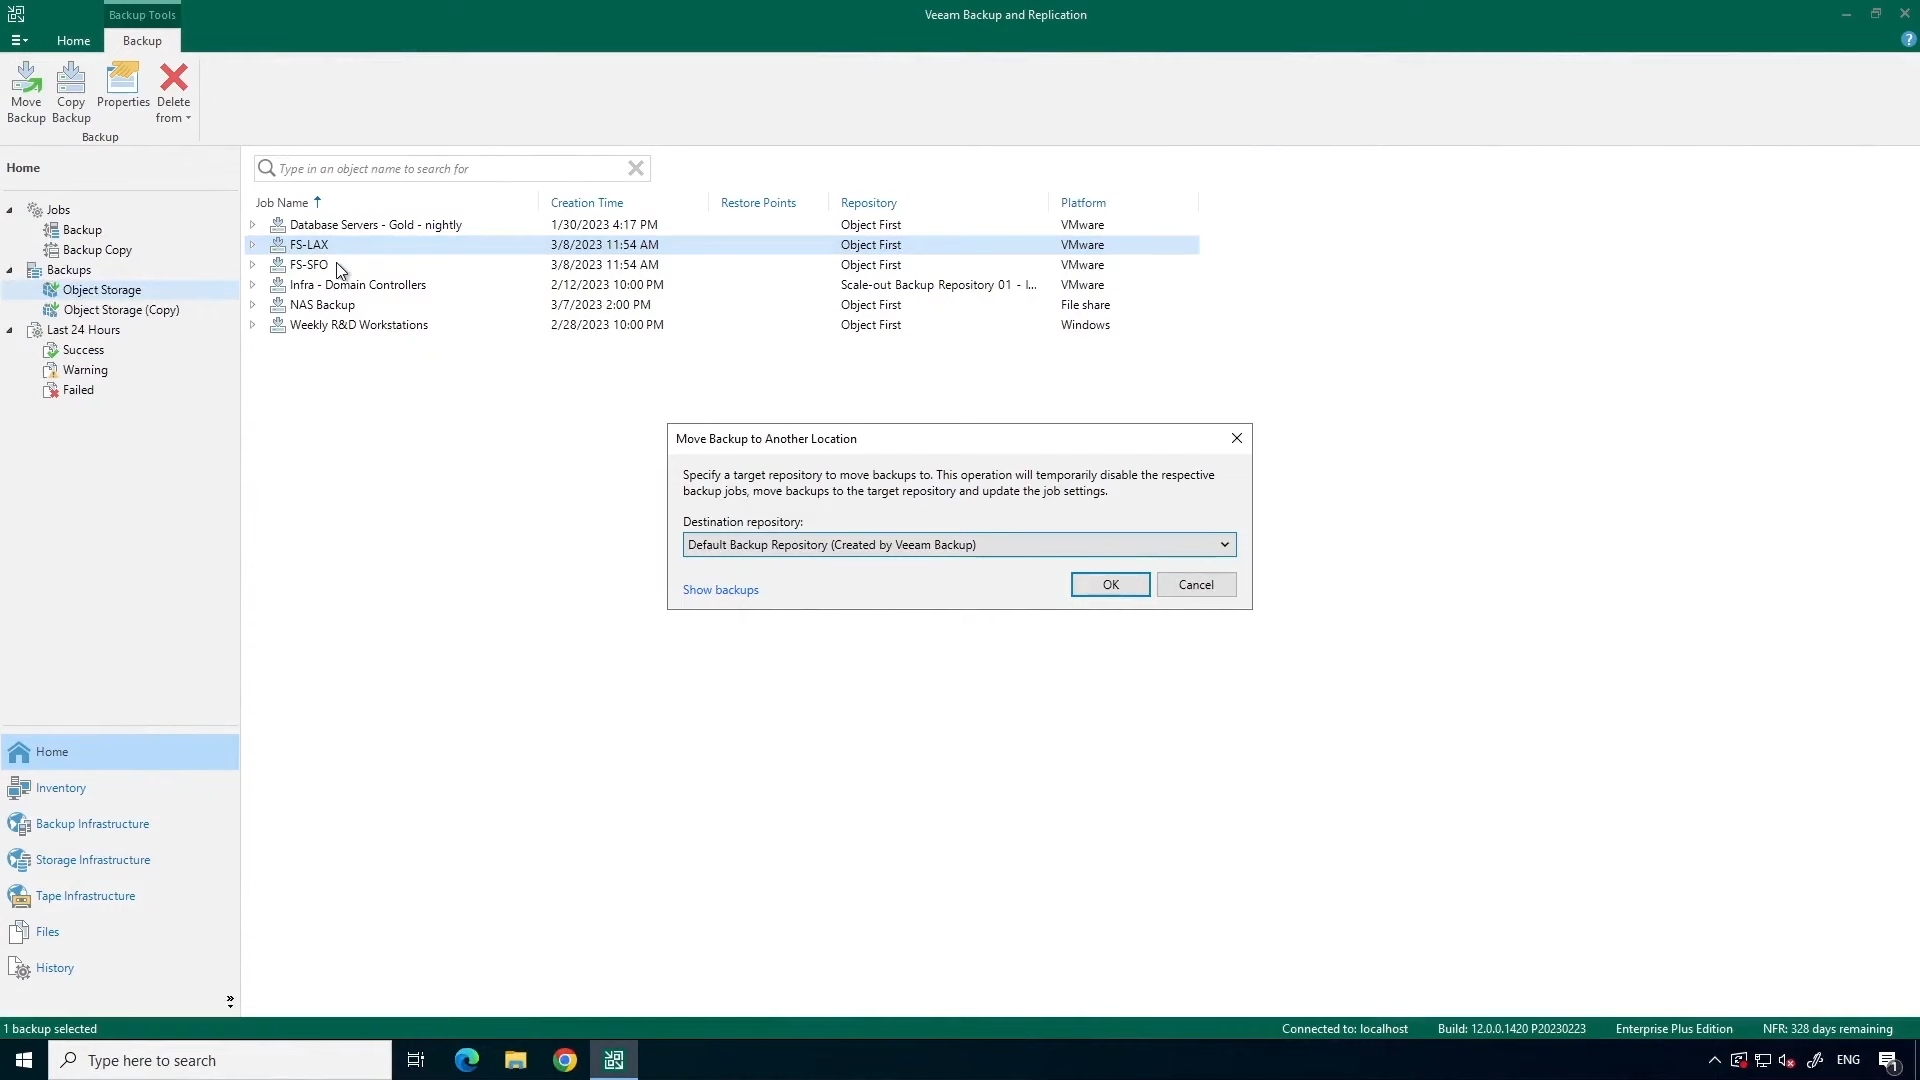 Backup Tools
Veeam Backup and Replication
Home
Backup
?
Move Backup
Copy Backup
Properties
Delete from
Backup
Home
Jobs
Backup
Backup Copy
Backups
Object Storage
Object Storage (Copy)
Last 24 Hours
Success
Warning
Failed
Type in an object name to search for
Job Name Creation Time Restore Points Repository Platform
Database Servers - Gold - nightly 1/30/2023 4:17 PM Object First VMware
FS-LAX 3/8/2023 11:54 AM Object First VMware
FS-SFO 3/8/2023 11:54 AM Object First VMware
Infra - Domain Controllers 2/12/2023 10:00 PM Scale-out Backup Repository 01 - I... VMware
NAS Backup 3/7/2023 2:00 PM Object First File share
Weekly R&D Workstations 2/28/2023 10:00 PM Object First Windows
Move Backup to Another Location
Specify a target repository to move backups to. This operation will temporarily disable the respective
backup jobs, move backups to the target repository and update the job settings.
Destination repository:
Default Backup Repository (Created by Veeam Backup)
Show backups
OK
Cancel
Home
Inventory
Backup Infrastructure
Storage Infrastructure
Tape Infrastructure
Files
History
1 backup selected
Connected to: localhost Build: 12.0.0.1420 P20230223 Enterprise Plus Edition NFR: 328 days remaining
Type here to search
ENG
1